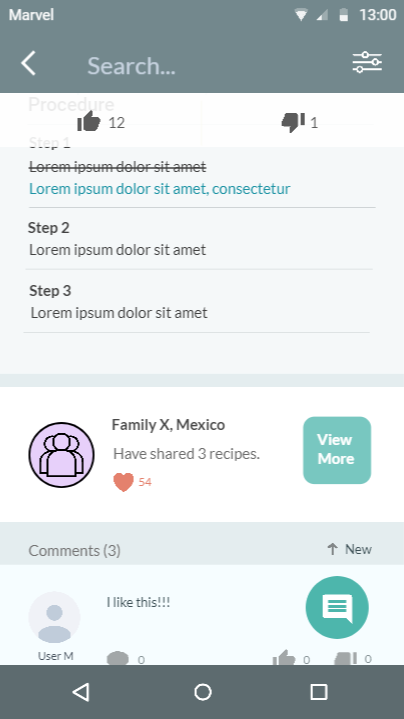 Marvel
13:00
Search...
Procedure
12
1
Step 1
Lorem ipsum dolor sit amet
Lorem ipsum dolor sit amet, consectetur
Step 2
Lorem ipsum dolor sit amet
Step 3
Lorem ipsum dolor sit amet
Family X, Mexico
Have shared 3 recipes.
54
View
More
Comments (3)
New
I like this!!!
User M
0
0
0